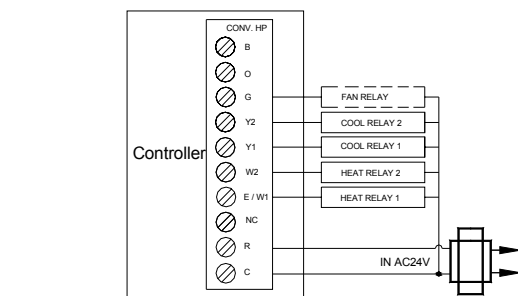 CONV. HP
B
O
G
FAN RELAY
Y2
COOL RELAY 2
Y1
COOL RELAY 1
Controller
W2
HEAT RELAY 2
E / W1
HEAT RELAY 1
NC
R
IN AC24V
C